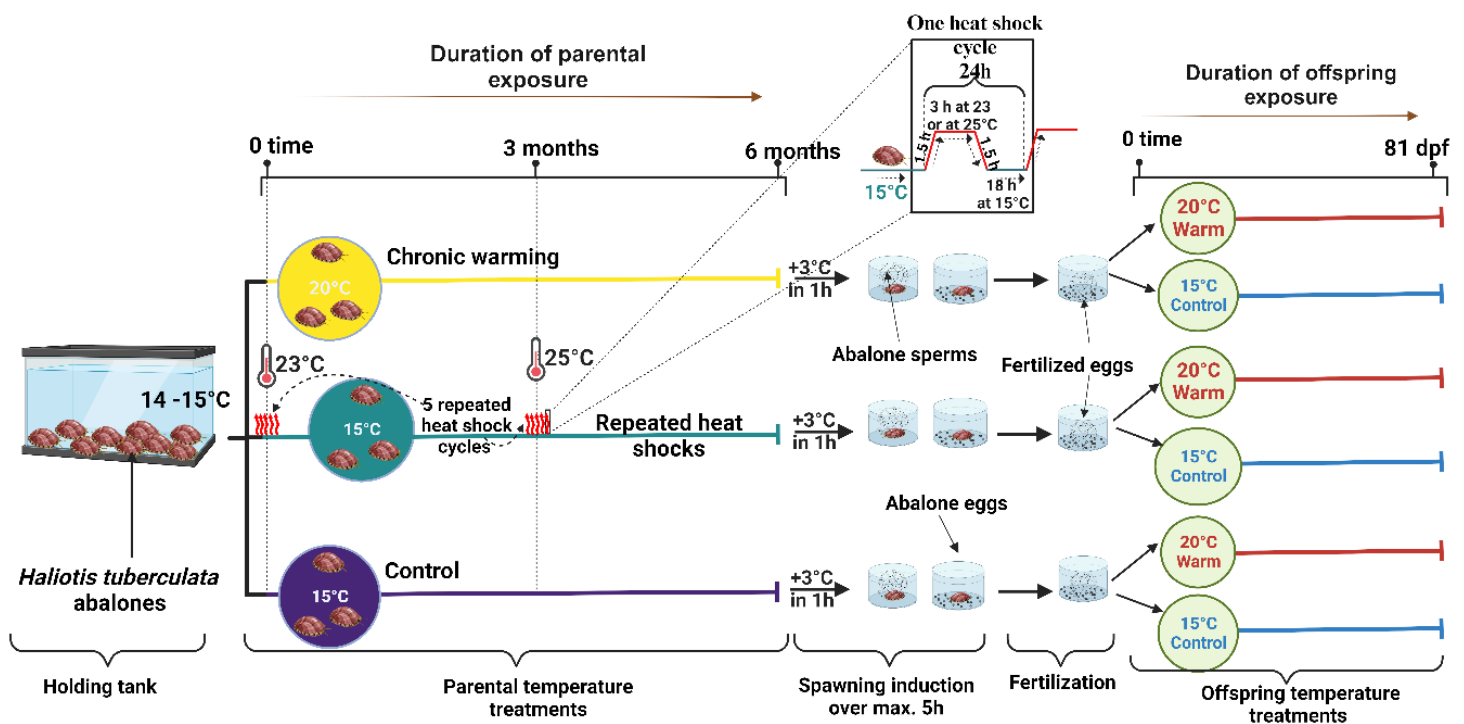 Duration of parental
exposure
0 time
3 months
6 months
One heat shock
cycle
24h
3 h at 23
or at 25°C
1.5 h
1.5 h
15°C
18 h
at 15°C
Duration of offspring
exposure
0 time
81 dpf
Chronic warming
20°C
+3°C
in 1h
20°C
Warm
15°C
Control
Abalone sperms
Fertilized eggs
14 -15°C
23°C
25°C
15°C
5 repeated
heat shock
cycles
Repeated heat
shocks
+3°C
in 1h
20°C
Warm
15°C
Control
Abalone eggs
Haliotis tuberculata
abalones
Control
15°C
+3°C
in 1h
20°C
Warm
15°C
Control
Holding tank
Parental temperature
treatments
Spawning induction
over max. 5h
Fertilization
Offspring temperature
treatments